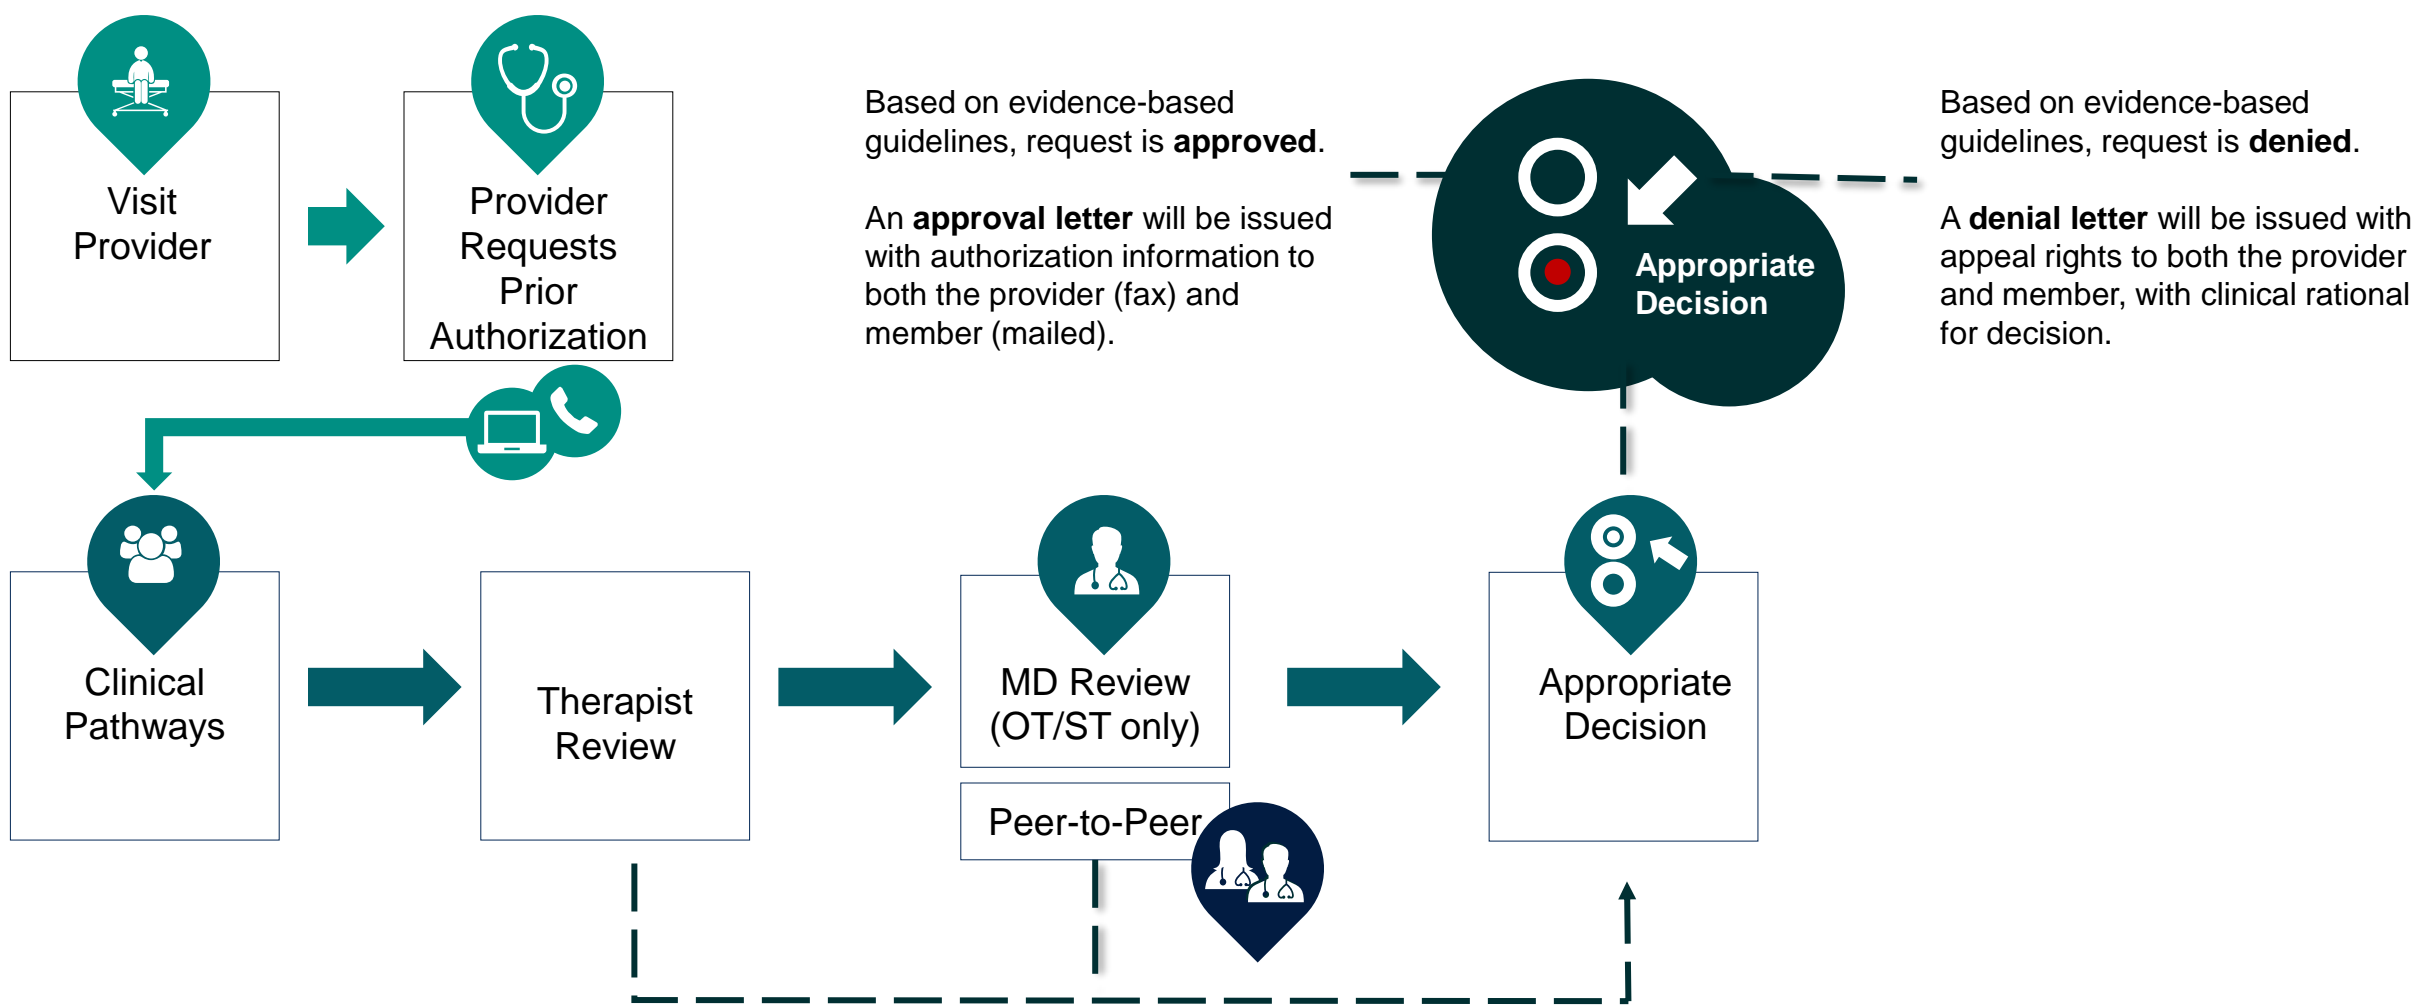 Visit
Provider
Provider
Requests
Prior
Authorization
Based on evidence-based
guidelines, request is approved.
An approval letter will be issued
with authorization information to
both the provider (fax) and
member (mailed).
Appropriate
Decision
Based on evidence-based
guidelines, request is denied.
A denial letter will be issued with
appeal rights to both the provider
and member, with clinical rational
for decision.
Clinical
Pathways
Therapist
Review
MD Review
(OT/ST only)
Peer-to-Peer
Appropriate
Decision